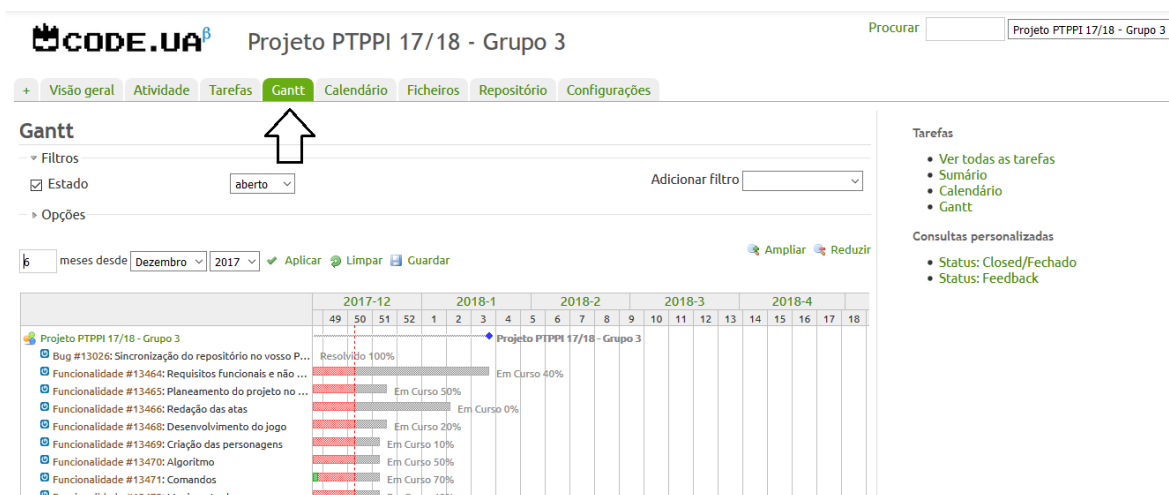 CODE.UAβ Projeto PTPPI 17/18 - Grupo 3
Procurar Projeto PTPPI 17/18 - Grupo 3
+ Visão geral Atividade Tarefas Gantt Calendário Ficheiros Repositório Configurações
Gantt
Filtros
Estado aberto Adicionar filtro
Opções
6 meses desde Dezembro 2017 Aplicar Limpar Guardar
Ampliar Reduzir
2017-12 2018-1 2018-2 2018-3 2018-4
49 50 51 52 1 2 3 4 5 6 7 8 9 10 11 12 13 14 15 16 17 18
Projeto PTPPI 17/18 - Grupo 3 Projeto PTPPI 17/18 - Grupo 3
Bug #13026: Sincronização do repositório no vosso P... Resolvido 100%
Funcionalidade #13464: Requisitos funcionais e não ... Em Curso 40%
Funcionalidade #13465: Planeamento do projeto no ... Em Curso 50%
Funcionalidade #13466: Redação das atas Em Curso 0%
Funcionalidade #13468: Desenvolvimento do jogo Em Curso 20%
Funcionalidade #13469: Criação das personagens Em Curso 10%
Funcionalidade #13470: Algoritmo Em Curso 50%
Funcionalidade #13471: Comandos Em Curso 70%
Tarefas
Ver todas as tarefas
Sumário
Calendário
Gantt
Consultas personalizadas
Status: Closed/Fechado
Status: Feedback